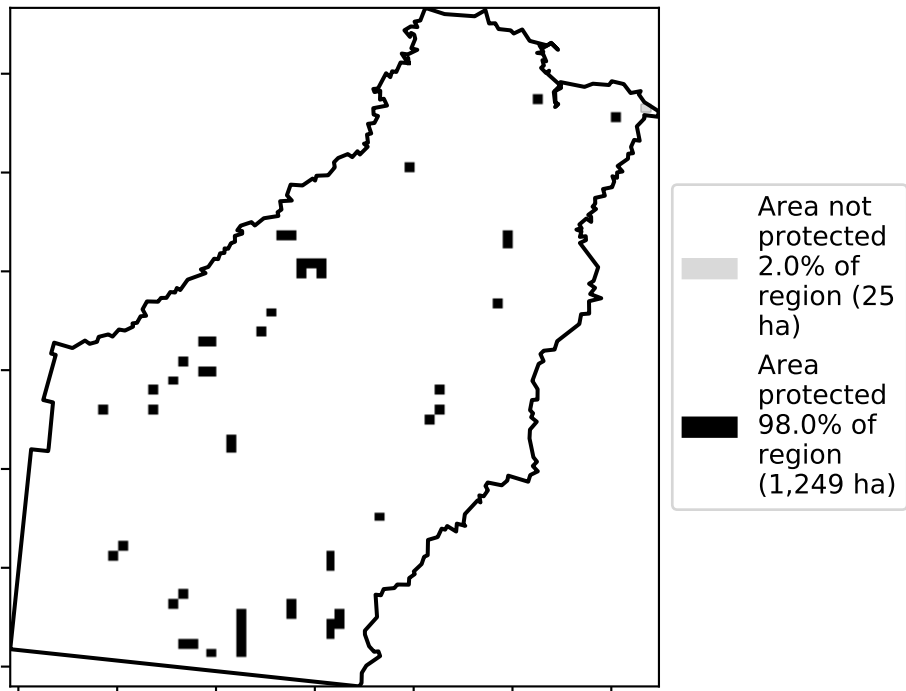 Area not
protected
2.0% of
region (25
ha)
Area
protected
98.0% of
region
(1,249 ha)